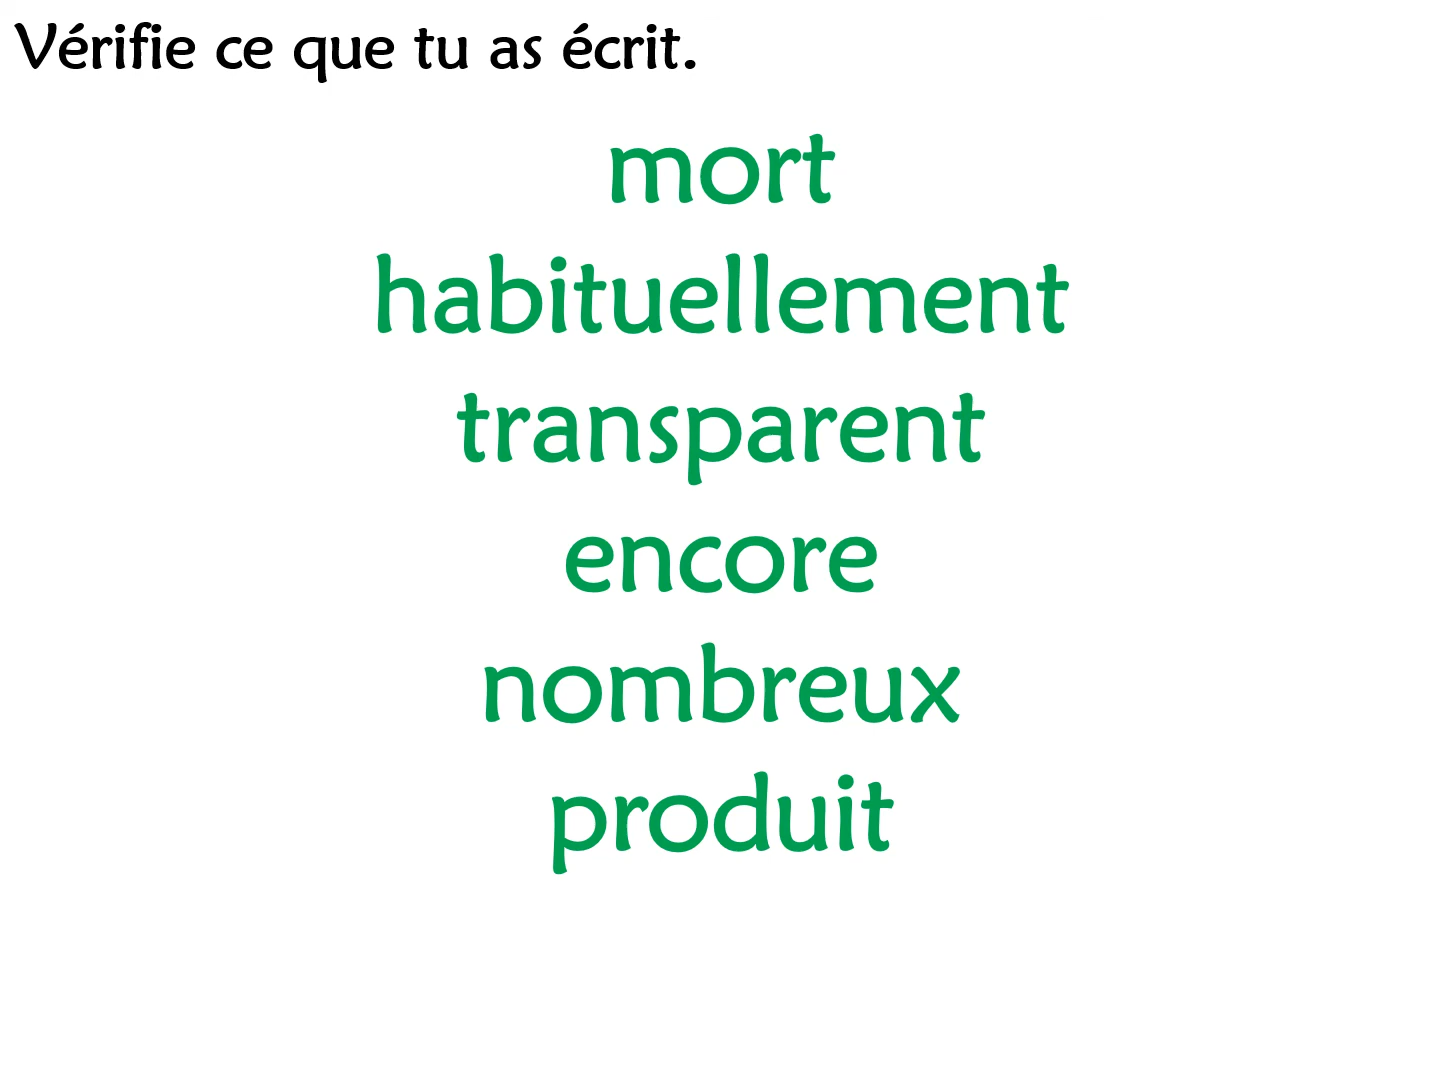 Vérifie ce que tu as écrit.
mort
habituellement
transparent
encore
nombreux
produit